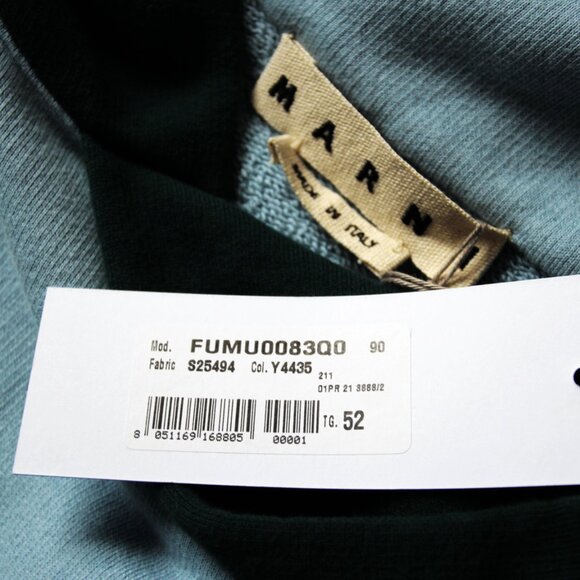 MARNI
MADE IN ITALY
Mod. FUMU0083Q0 90
Fabric S25494 Col. Y4435
211
01PR 21 3868/2
TG. 52
8 051169 168805 00001